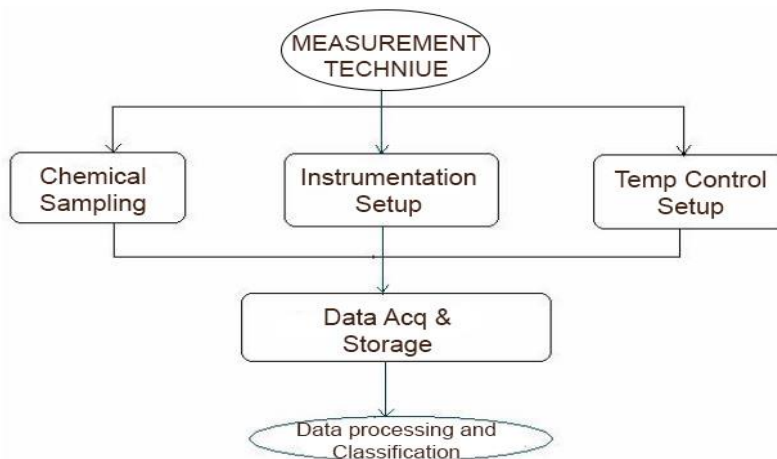 MEASUREMENT
TECHNIUE
Chemical
Sampling
Instrumentation
Setup
Temp Control
Setup
Data Acq &
Storage
Data processing and
Classification